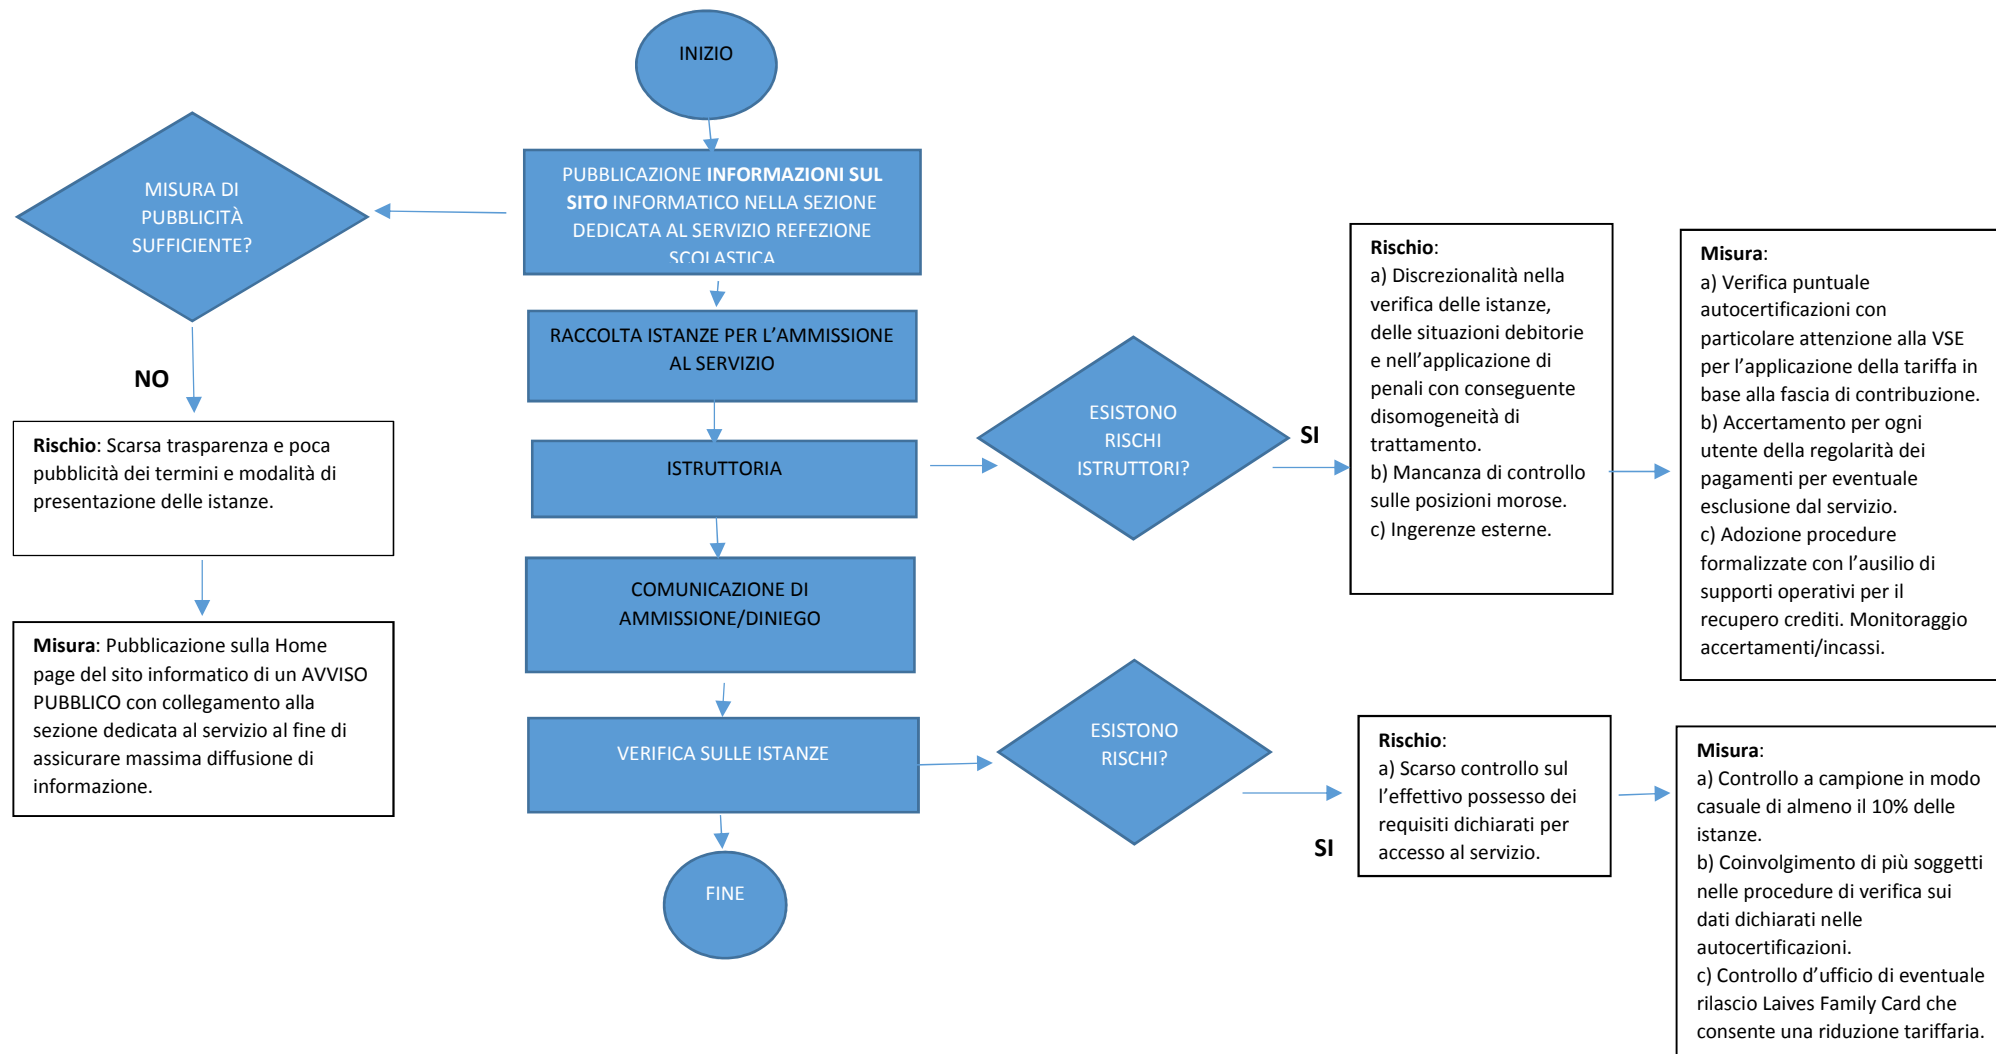 INIZIO
MISURA DI
PUBBLICITÀ
SUFFICIENTE?
PUBBLICAZIONE INFORMAZIONI SUL
SITO INFORMATICO NELLA SEZIONE
DEDICATA AL SERVIZIO REFEZIONE
SCOLASTICA
RACCOLTA ISTANZE PER L’AMMISSIONE
AL SERVIZIO
NO
Rischio: Scarsa trasparenza e poca
pubblicità dei termini e modalità di
presentazione delle istanze.
Misura: Pubblicazione sulla Home
page del sito informatico di un AVVISO
PUBBLICO con collegamento alla
sezione dedicata al servizio al fine di
assicurare massima diffusione di
informazione.
ISTRUTTORIA
ESISTONO
RISCHI
ISTRUTTORI?
SI
Rischio:
a) Discrezionalità nella
verifica delle istanze,
delle situazioni debitorie
e nell’applicazione di
penali con conseguente
disomogeneità di
trattamento.
b) Mancanza di controllo
sulle posizioni morose.
c) Ingerenze esterne.
Misura:
a) Verifica puntuale
autocertificazioni con
particolare attenzione alla VSE
per l’applicazione della tariffa in
base alla fascia di contribuzione.
b) Accertamento per ogni
utente della regolarità dei
pagamenti per eventuale
esclusione dal servizio.
c) Adozione procedure
formalizzate con l’ausilio di
supporti operativi per il
recupero crediti. Monitoraggio
accertamenti/incassi.
COMUNICAZIONE DI
AMMISSIONE/DINIEGO
VERIFICA SULLE ISTANZE
ESISTONO
RISCHI?
SI
Rischio:
a) Scarso controllo sul
l’effettivo possesso dei
requisiti dichiarati per
accesso al servizio.
Misura:
a) Controllo a campione in modo
casuale di almeno il 10% delle
istanze.
b) Coinvolgimento di più soggetti
nelle procedure di verifica sui
dati dichiarati nelle
autocertificazioni.
c) Controllo d’ufficio di eventuale
rilascio Laives Family Card che
consente una riduzione tariffaria.
FINE